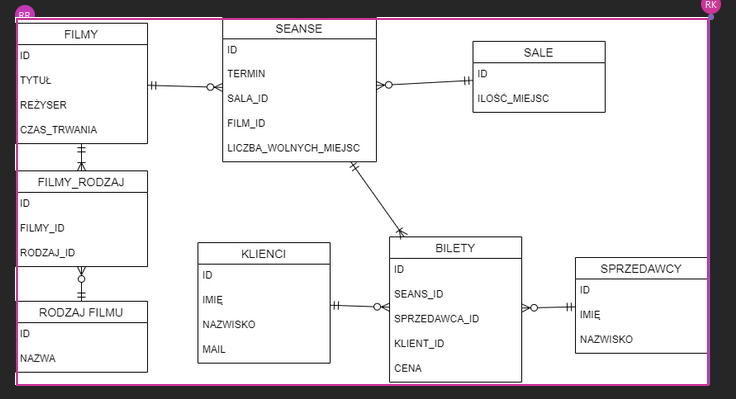 RR
RK
FILMY
ID
TYTUŁ
REŻYSER
CZAS_TRWANIA
SEANSE
ID
TERMIN
SALA_ID
FILM_ID
LICZBA_WOLNYCH_MIEJSC
SALE
ID
ILOŚĆ_MIEJSC
FILMY_RODZAJ
ID
FILMY_ID
RODZAJ_ID
RODZAJ FILMU
ID
NAZWA
KLIENCI
ID
IMIĘ
NAZWISKO
MAIL
BILETY
ID
SEANS_ID
SPRZEDAWCA_ID
KLIENT_ID
CENA
SPRZEDAWCY
ID
IMIĘ
NAZWISKO